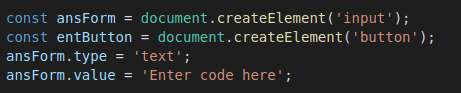 const ansForm = document.createElement('input');
const entButton = document.createElement('button');
ansForm.type = 'text';
ansForm.value = 'Enter code here';